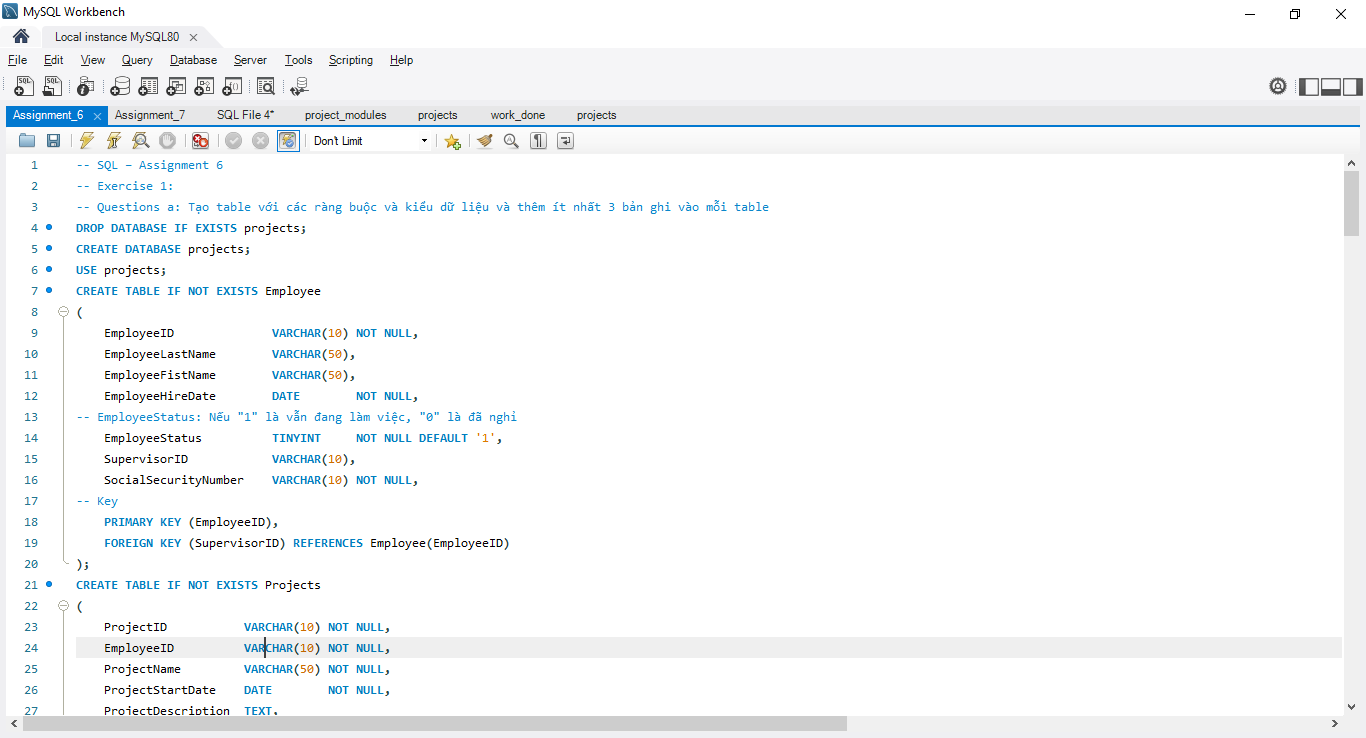 MySQL Workbench
Local instance MySQL80
File Edit View Query Database Server Tools Scripting Help
Assignment_6 Assignment_7 SQL File 4* project_modules projects work_done projects
Don't Limit
1 -- SQL – Assignment 6
2 -- Exercise 1:
3 -- Questions a: Tạo table với các ràng buộc và kiểu dữ liệu và thêm ít nhất 3 bản ghi vào mỗi table
4 DROP DATABASE IF EXISTS projects;
5 CREATE DATABASE projects;
6 USE projects;
7 CREATE TABLE IF NOT EXISTS Employee
8 (
9 EmployeeID VARCHAR(10) NOT NULL,
10 EmployeeLastName VARCHAR(50),
11 EmployeeFistName VARCHAR(50),
12 EmployeeHireDate DATE NOT NULL,
13 -- EmployeeStatus: Nếu "1" là vẫn đang làm việc, "0" là đã nghỉ
14 EmployeeStatus TINYINT NOT NULL DEFAULT '1',
15 SupervisorID VARCHAR(10),
16 SocialSecurityNumber VARCHAR(10) NOT NULL,
17 -- Key
18 PRIMARY KEY (EmployeeID),
19 FOREIGN KEY (SupervisorID) REFERENCES Employee(EmployeeID)
20 );
21 CREATE TABLE IF NOT EXISTS Projects
22 (
23 ProjectID VARCHAR(10) NOT NULL,
24 EmployeeID VARCHAR(10) NOT NULL,
25 ProjectName VARCHAR(50) NOT NULL,
26 ProjectStartDate DATE NOT NULL,
27 ProjectDescription TEXT,